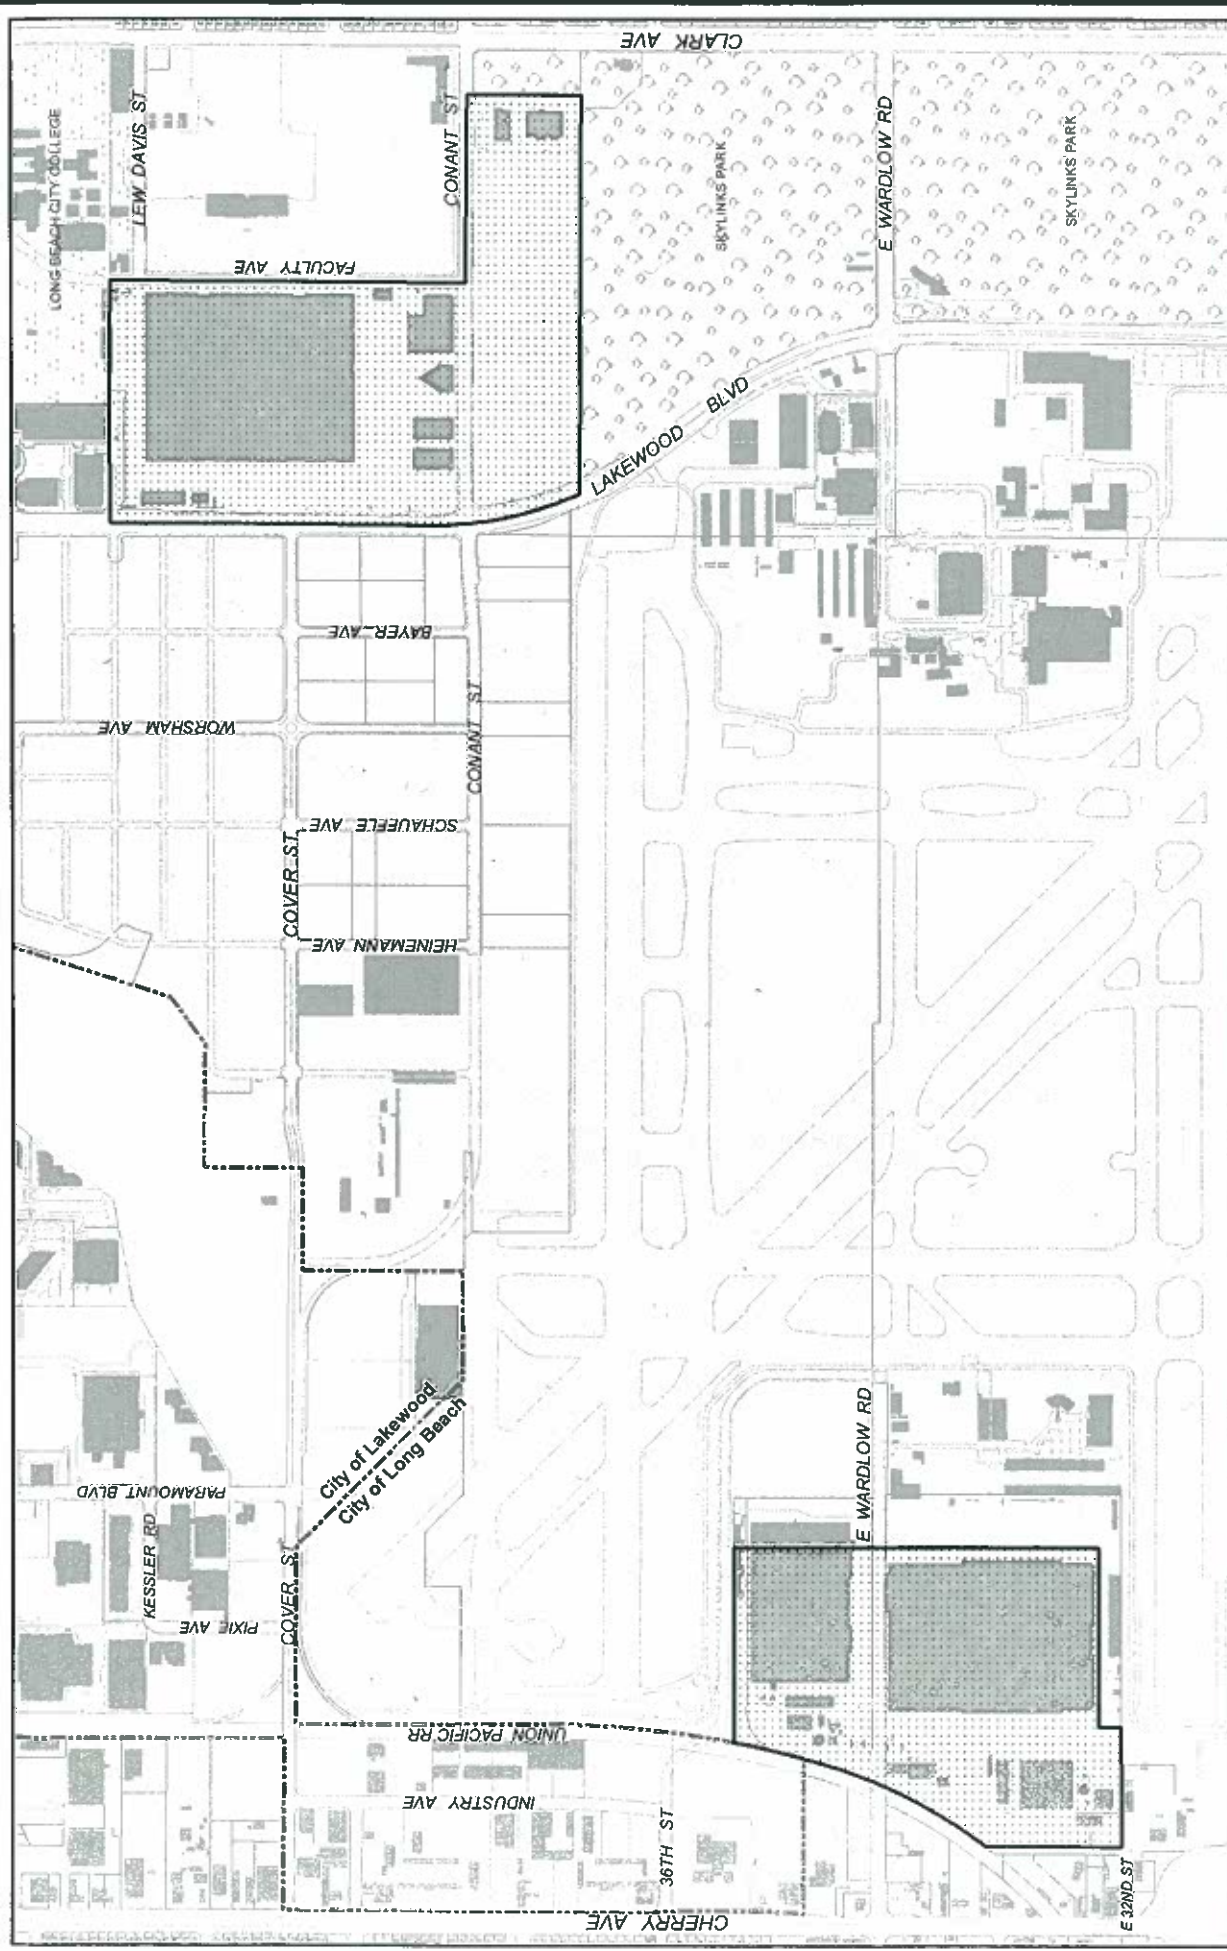 CLARK AVE
LONG BEACH CITY COLLEGE
LEW DAVIS ST
CONANT ST
FACULTY AVE
SKYLINKS PARK
E WARDLOW RD
SKYLINKS PARK
LAKEWOOD BLVD
BAYER AVE
WORSHAM AVE
CONANT ST
SCHAUFELE AVE
COVER ST
HEINEMANN AVE
City of Lakewood
City of Long Beach
PARAMOUNT BLVD
KESSLER RD
PIXIE AVE
COVER ST
E WARDLOW RD
UNION PACIFIC RR
INDUSTRY AVE
36TH ST
CHERRY AVE
E 32ND ST